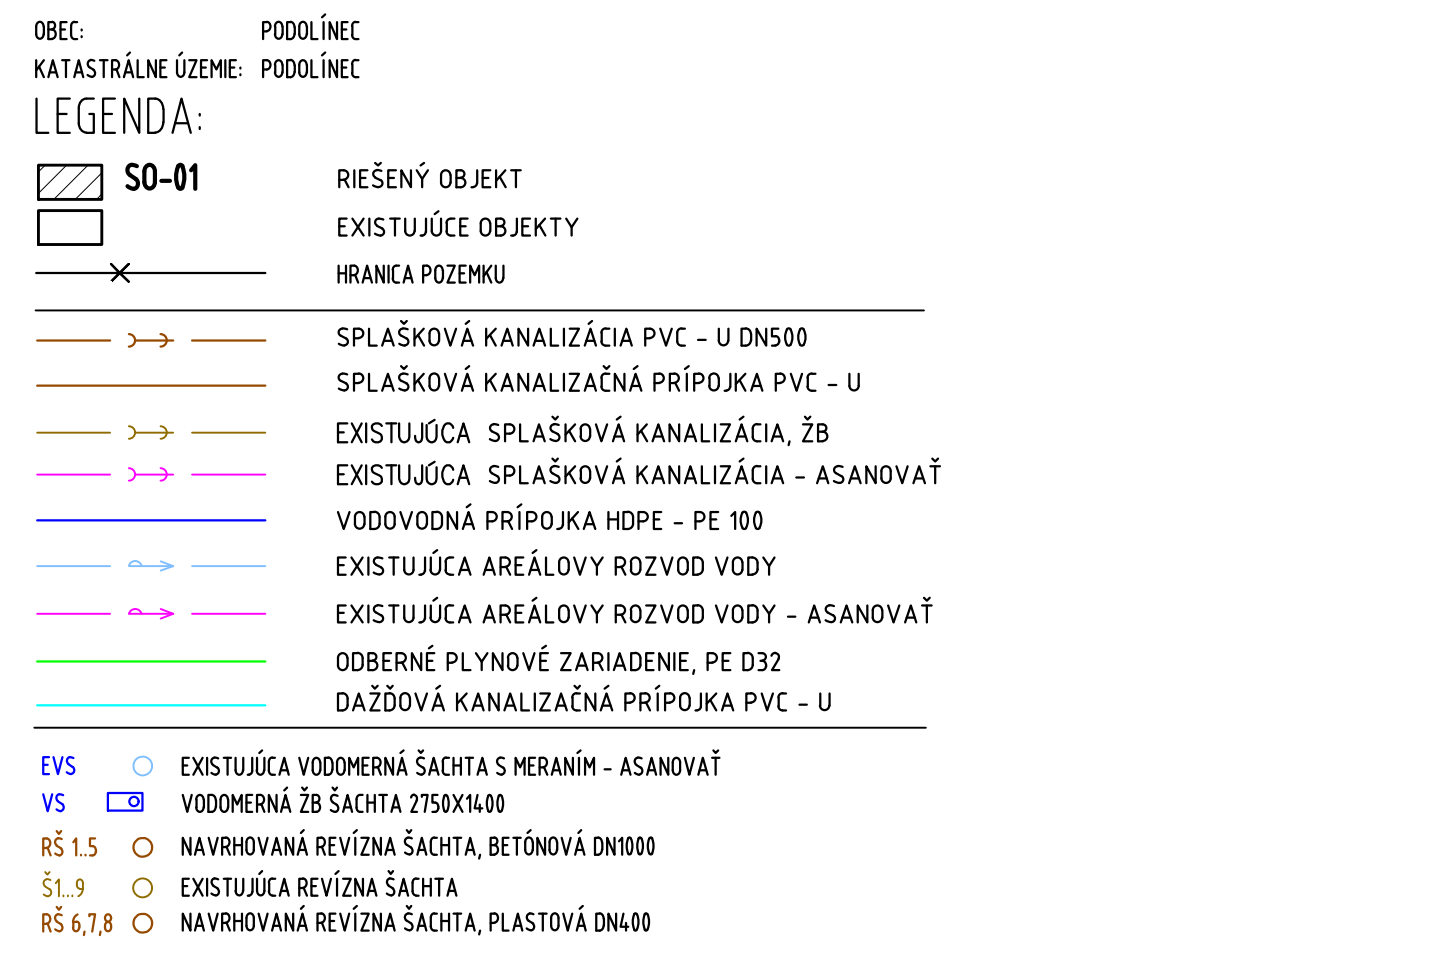 OBEC: PODOLÍNEC
KATASTRÁLNE ÚZEMIE: PODOLÍNEC
LEGENDA:
SO-01 RIEŠENÝ OBJEKT
EXISTUJÚCE OBJEKTY
HRANICA POZEMKU
SPLAŠKOVÁ KANALIZÁCIA PVC - U DN500
SPLAŠKOVÁ KANALIZAČNÁ PRÍPOJKA PVC - U
EXISTUJÚCA SPLAŠKOVÁ KANALIZÁCIA, ŽB
EXISTUJÚCA SPLAŠKOVÁ KANALIZÁCIA - ASANOVAŤ
VODOVODNÁ PRÍPOJKA HDPE - PE 100
EXISTUJÚCA AREÁLOVY ROZVOD VODY
EXISTUJÚCA AREÁLOVY ROZVOD VODY - ASANOVAŤ
ODBERNÉ PLYNOVÉ ZARIADENIE, PE D32
DAŽĎOVÁ KANALIZAČNÁ PRÍPOJKA PVC - U
EVS EXISTUJÚCA VODOMERNÁ ŠACHTA S MERANÍM - ASANOVAŤ
VS VODOMERNÁ ŽB ŠACHTA 2750X1400
RŠ 1..5 NAVRHOVANÁ REVÍZNA ŠACHTA, BETÓNOVÁ DN1000
Š1...9 EXISTUJÚCA REVÍZNA ŠACHTA
RŠ 6,7,8 NAVRHOVANÁ REVÍZNA ŠACHTA, PLASTOVÁ DN400